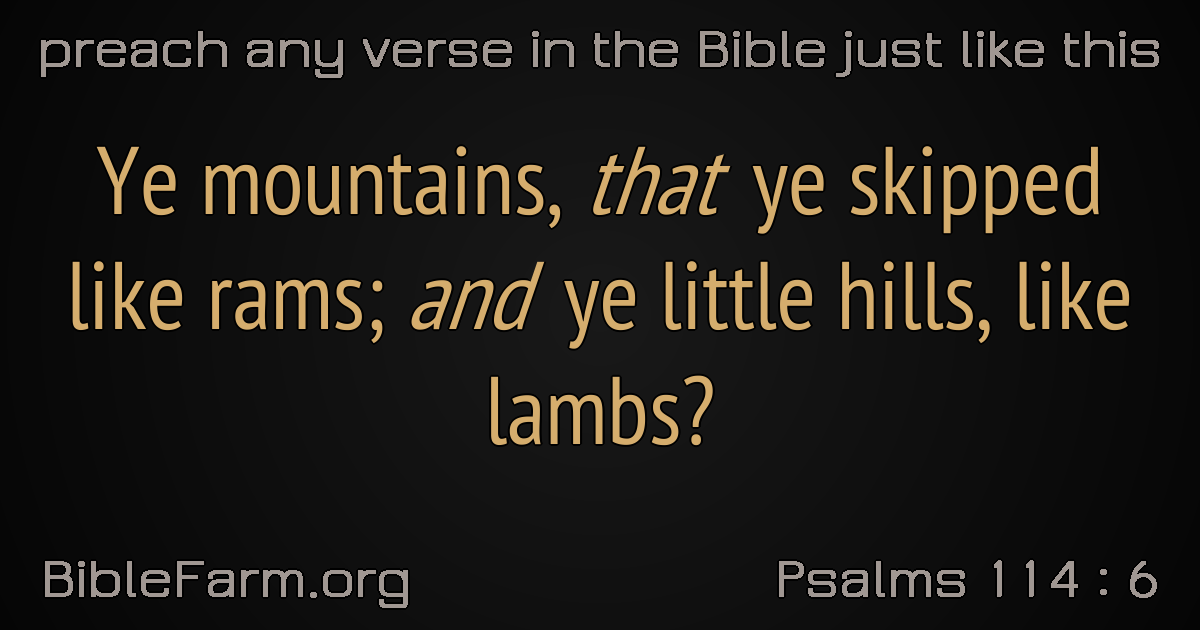 preach any verse in the Bible just like this
Ye mountains, that ye skipped
like rams; and ye little hills, like
lambs?
BibleFarm.org
Psalms 114 : 6